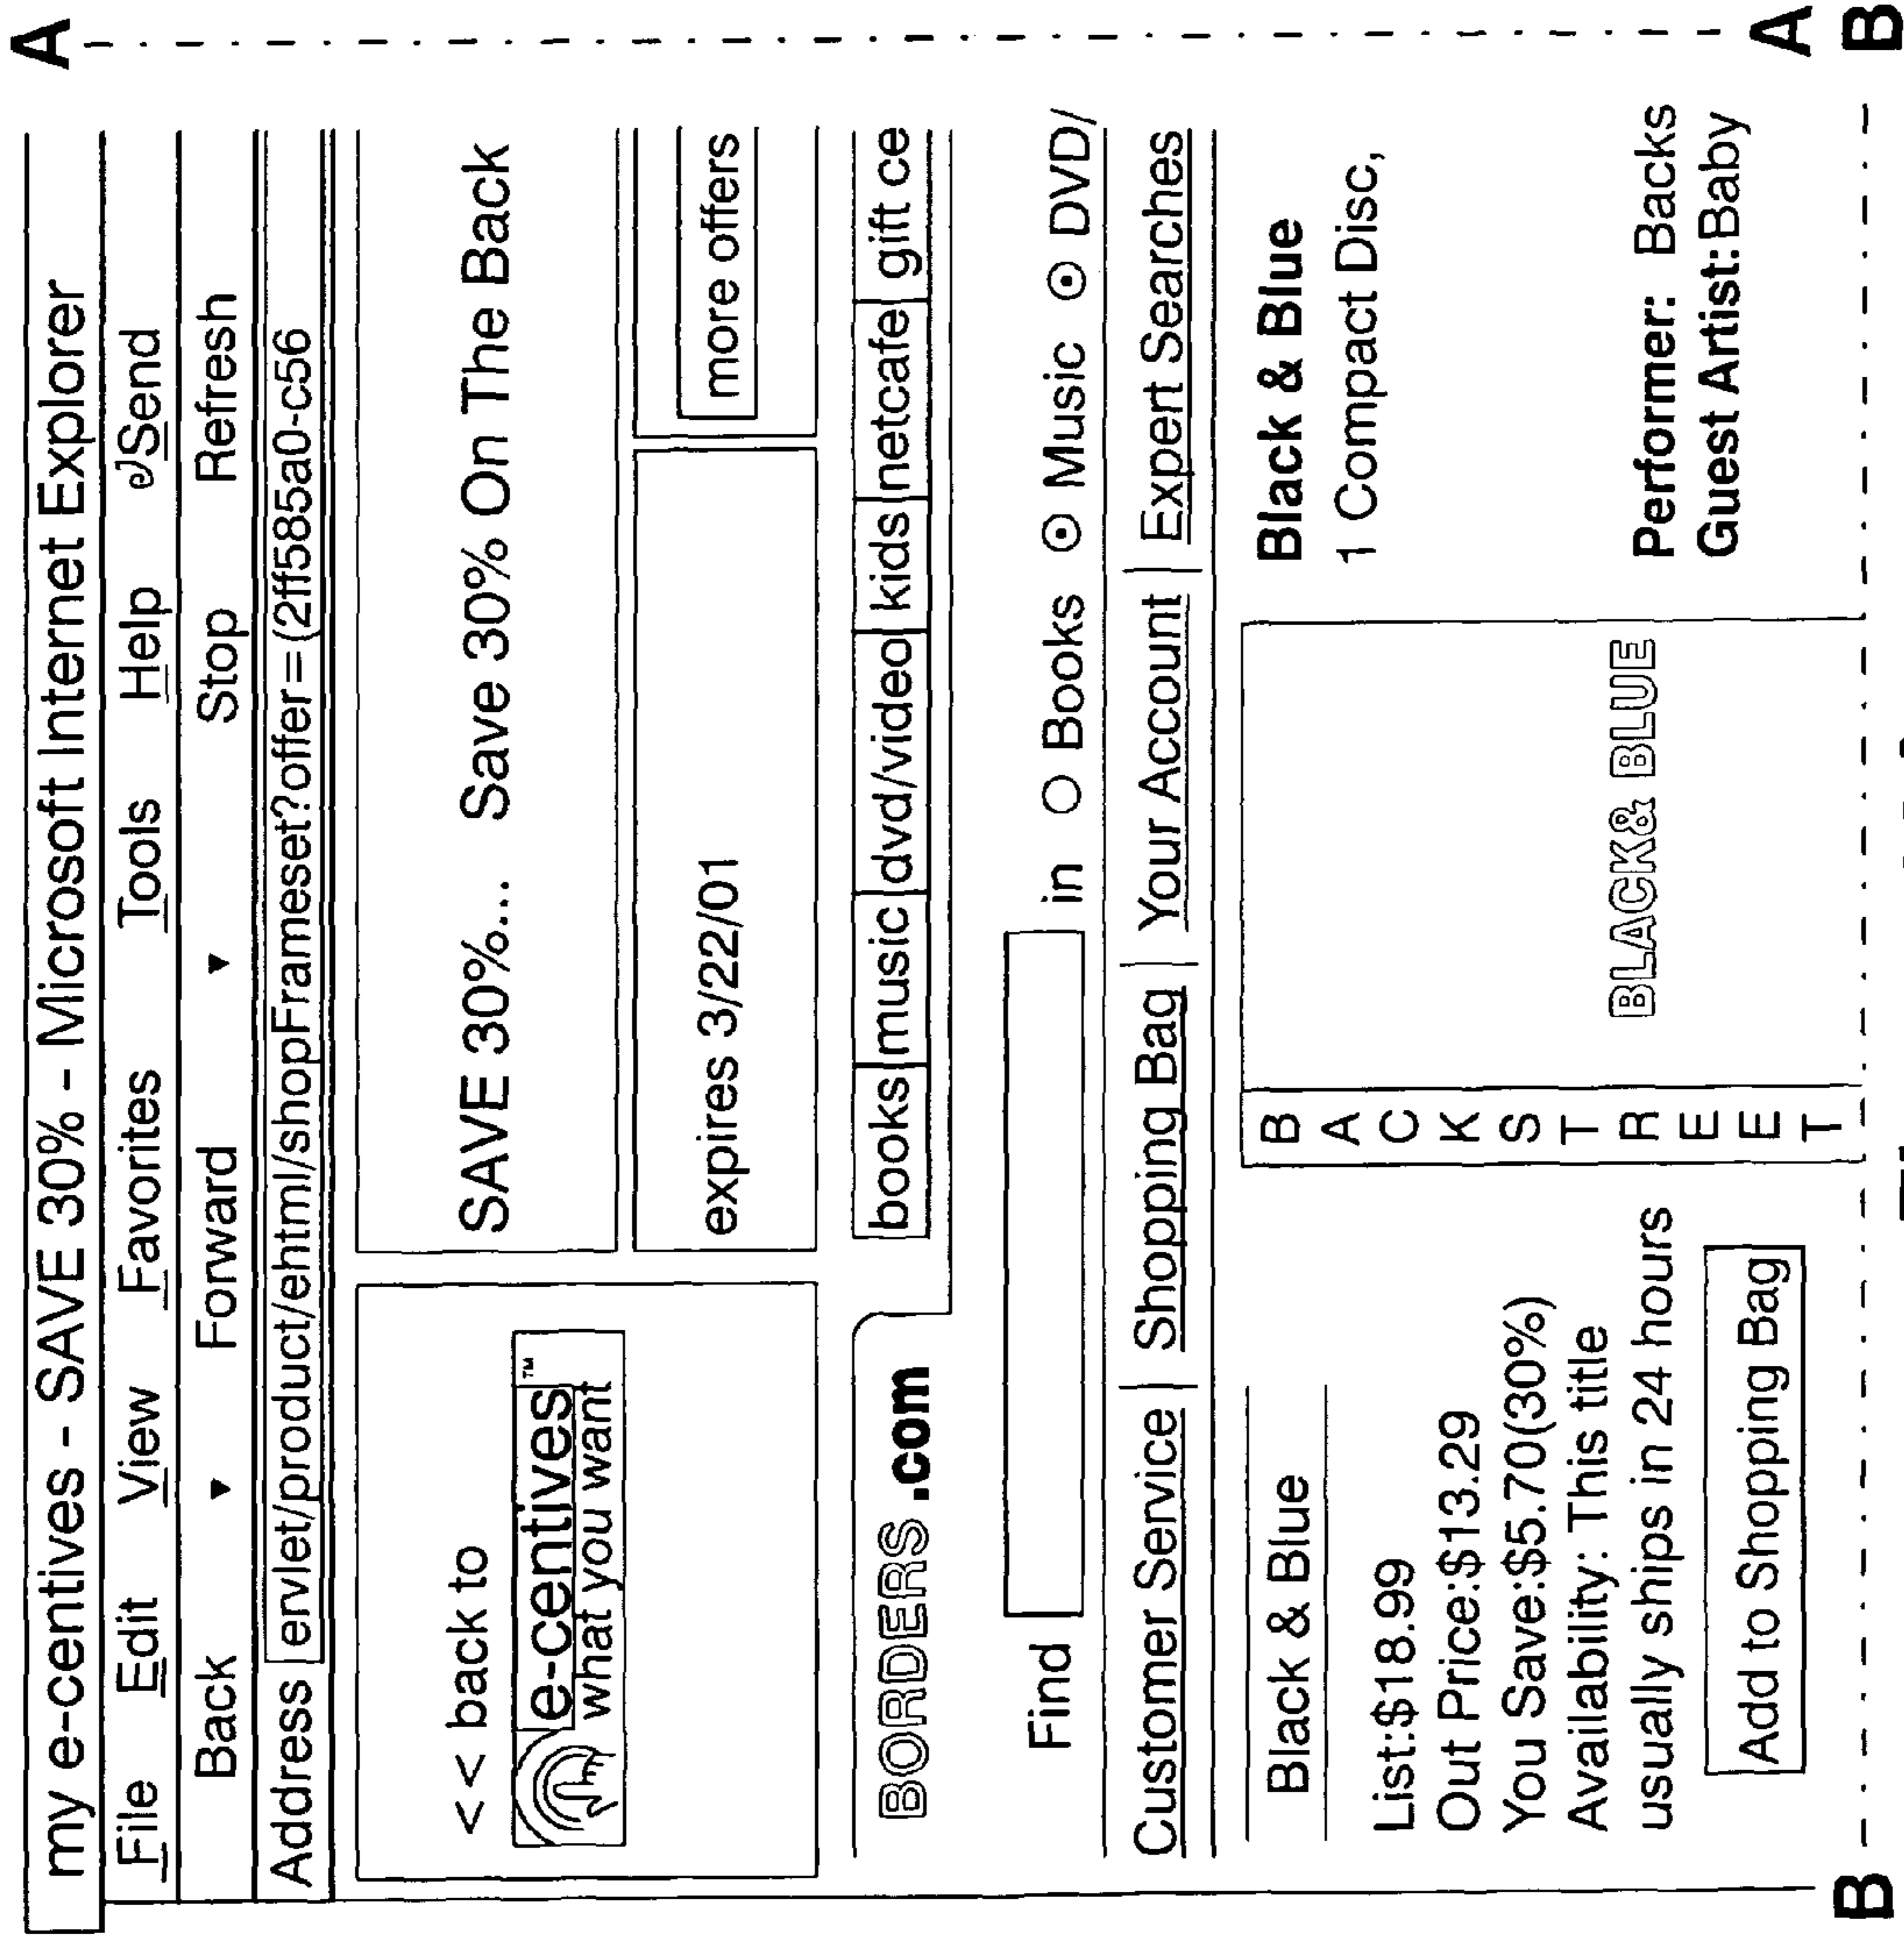 A
my e-centives - SAVE 30% - Microsoft Internet Explorer
File Edit View Favorites Tools Help Send
Back ▼ Forward ▼ Stop Refresh
Address ervlet/product/ehtml/shopFrameset?offer=(2ff585a0-c56
< < back to
e-centives™
what you want
SAVE 30%... Save 30% On The Back
expires 3/22/01
more offers
BORDERS.com
books music dvd/video kids netcafe gift ce
Find in ○ Books ⊙ Music ⊙ DVD/
Customer Service | Shopping Bag | Your Account | Expert Searches
Black & Blue
List:$18.99
Out Price:$13.29
You Save:$5.70(30%)
Availability: This title
usually ships in 24 hours
Add to Shopping Bag
B
A
C
K
S
T
R
E
E
T
BLACK& BLUE
Black & Blue
1 Compact Disc,
Performer: Backs
Guest Artist:Baby
A
B B